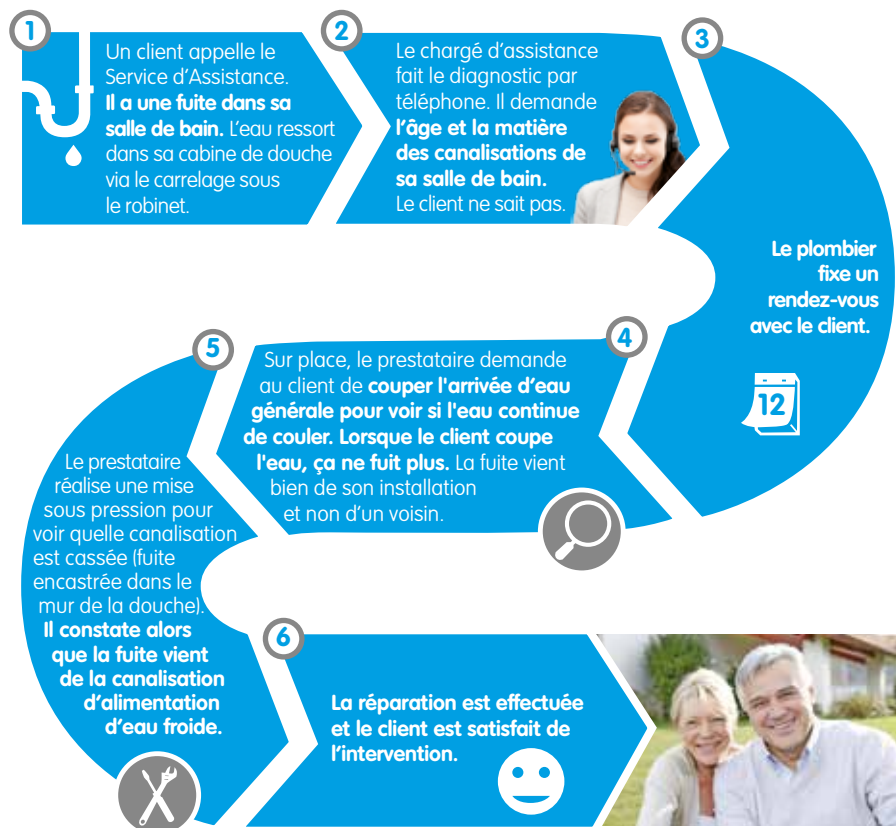 1
Un client appelle le
Service d’Assistance.
Il a une fuite dans sa
salle de bain. L’eau ressort
dans sa cabine de douche
via le carrelage sous
le robinet.
2
Le chargé d’assistance
fait le diagnostic par
téléphone. Il demande
l’âge et la matière
des canalisations de
sa salle de bain.
Le client ne sait pas.
3
Le plombier
fixe un
rendez-vous
avec le client.
12
4
Sur place, le prestataire demande
au client de couper l'arrivée d’eau
générale pour voir si l'eau continue
de couler. Lorsque le client coupe
l'eau, ça ne fuit plus. La fuite vient
bien de son installation
et non d’un voisin.
5
Le prestataire
réalise une mise
sous pression pour
voir quelle canalisation
est cassée (fuite
encastrée dans le
mur de la douche).
Il constate alors
que la fuite vient
de la canalisation
d’alimentation
d’eau froide.
6
La réparation est effectuée
et le client est satisfait de
l’intervention.